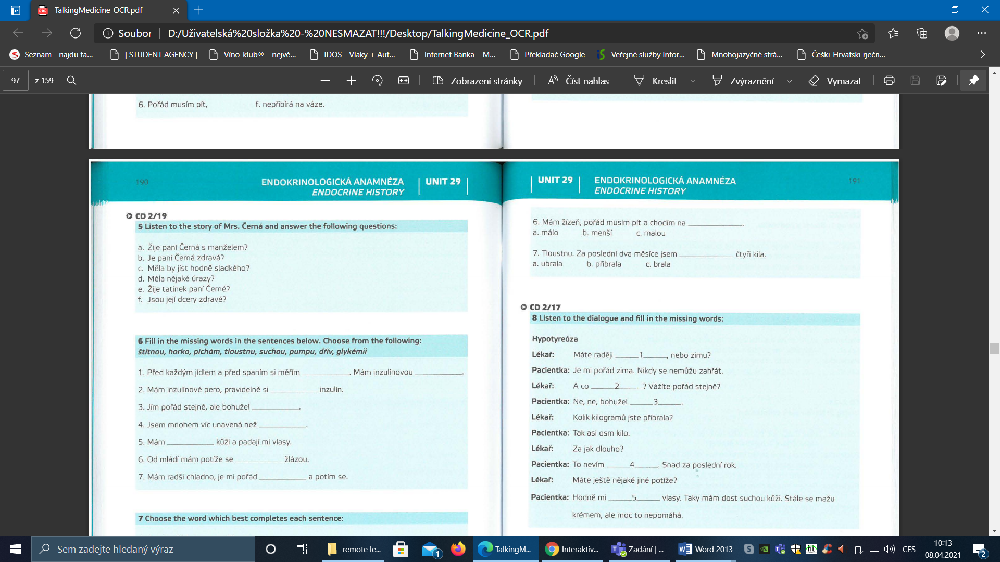 TalkingMedicine_OCR.pdf
Soubor
D:/Uživatelská%20složka%20-%20NESMAZAT!!!/Desktop/TalkingMedicine_OCR.pdf
Seznam - najdu ta...
| STUDENT AGENCY |
Víno-klub® - největ...
IDOS - Vlaky + Aut...
Internet Banka – M...
Překladač Google
Veřejné služby Infor...
Mnohojazyčné strá...
Češki-Hrvatski rječn...
97 z 159
Zobrazení stránky
Číst nahlas
Kreslit
Zvýraznění
Vymazat
6. Pořád musím pít, f. nepřibírá na váze.
190
ENDOKRINOLOGICKÁ ANAMNÉZA | UNIT 29 |
ENDOCRINE HISTORY
CD 2/19
5 Listen to the story of Mrs. Černá and answer the following questions:
a. Žije paní Černá s manželem?
b. Je paní Černá zdravá?
c. Měla by jíst hodně sladkého?
d. Měla nějaké úrazy?
e. Žije tatínek paní Černé?
f. Jsou její dcery zdravé?
6 Fill in the missing words in the sentences below. Choose from the following:
štítnou, horko, píchám, tloustnu, suchou, pumpu, dřív, glykémii
1. Před každým jídlem a před spaním si měřím ___________. Mám inzulínovou ___________.
2. Mám inzulínové pero, pravidelně si ___________ inzulín.
3. Jím pořád stejně, ale bohužel ___________.
4. Jsem mnohem víc unavená než ___________.
5. Mám ___________ kůži a padají mi vlasy.
6. Od mládí mám potíže se ___________ žlázou.
7. Mám radši chladno, je mi pořád ___________ a potím se.
7 Choose the word which best completes each sentence:
| UNIT 29 | ENDOKRINOLOGICKÁ ANAMNÉZA
ENDOCRINE HISTORY
191
6. Mám žízeň, pořád musím pít a chodím na _____________.
a. málo b. menší c. malou
7. Tloustnu. Za poslední dva měsíce jsem _____________ čtyři kila.
a. ubrala b. přibrala c. brala
CD 2/17
8 Listen to the dialogue and fill in the missing words:
Hypotyreóza
Lékař: Máte raději _____1_____, nebo zimu?
Pacientka: Je mi pořád zima. Nikdy se nemůžu zahřát.
Lékař: A co _____2_____? Vážíte pořád stejně?
Pacientka: Ne, ne, bohužel _____3_____.
Lékař: Kolik kilogramů jste přibrala?
Pacientka: Tak asi osm kilo.
Lékař: Za jak dlouho?
Pacientka: To nevím _____4_____. Snad za poslední rok.
Lékař: Máte ještě nějaké jiné potíže?
Pacientka: Hodně mi _____5_____ vlasy. Taky mám dost suchou kůži. Stále se mažu
krémem, ale moc to nepomáhá.
Sem zadejte hledaný výraz
remote le...
1
TalkingM...
Interaktiv...
Zadání | ...
Word 2013
CES
10:13
08.04.2021
2